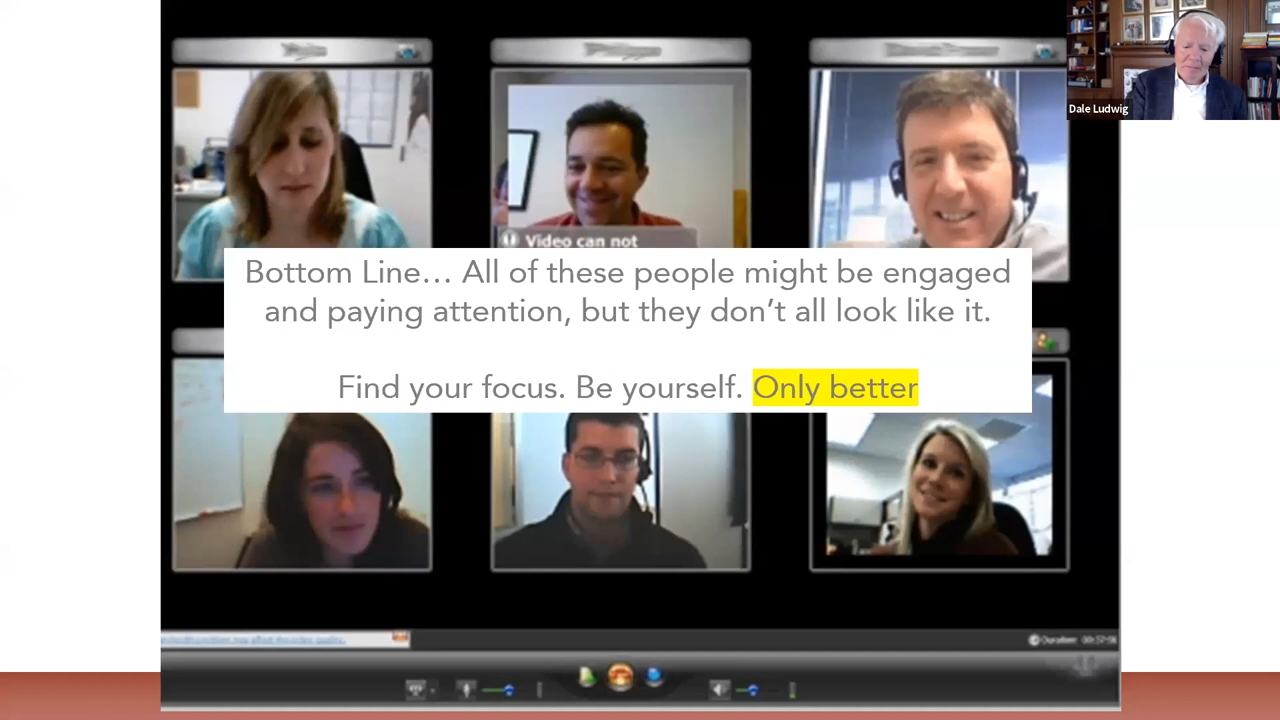 Dale Ludwig
Video can not
Bottom Line... All of these people might be engaged
and paying attention, but they don't all look like it.
Find your focus. Be yourself. Only better